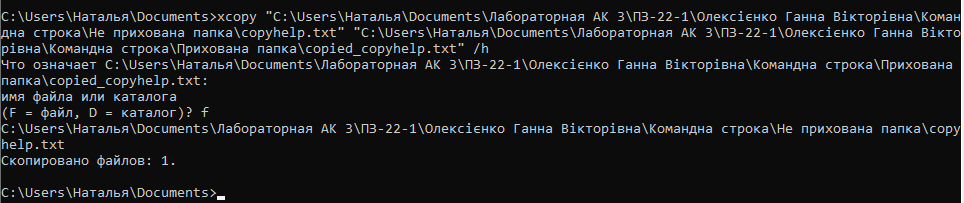 C:\Users\Наталья\Documents>xcopy "C:\Users\Наталья\Documents\Лабораторная АК 3\ПЗ-22-1\Олексієнко Ганна Вікторівна\Коман
дна строка\Не прихована папка\copyhelp.txt" "C:\Users\Наталья\Documents\Лабораторная АК 3\ПЗ-22-1\Олексієнко Ганна Вікто
рівна\Командна строка\Прихована папка\copied_copyhelp.txt" /h
Что означает C:\Users\Наталья\Documents\Лабораторная АК 3\ПЗ-22-1\Олексієнко Ганна Вікторівна\Командна строка\Прихована
папка\copied_copyhelp.txt:
имя файла или каталога
(F = файл, D = каталог)? f
C:\Users\Наталья\Documents\Лабораторная АК 3\ПЗ-22-1\Олексієнко Ганна Вікторівна\Командна строка\Не прихована папка\copy
help.txt
Скопировано файлов: 1.
C:\Users\Наталья\Documents>